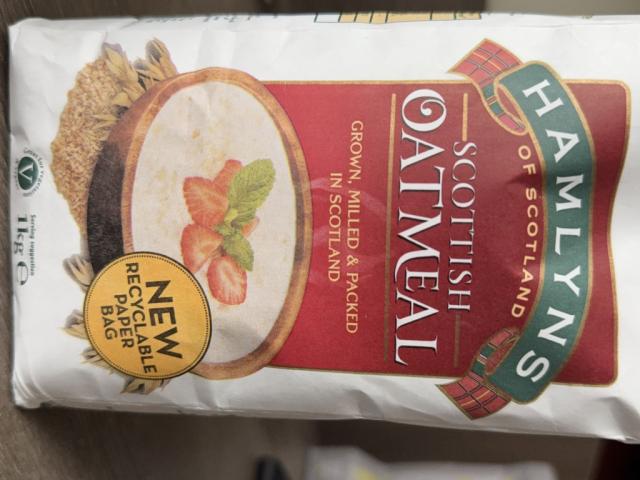 HAMLYNS
OF SCOTLAND
SCOTTISH
OATMEAL
GROWN, MILLED & PACKED
IN SCOTLAND
NEW
RECYCLABLE
PAPER
BAG
V
Serving suggestion
1kg ℮